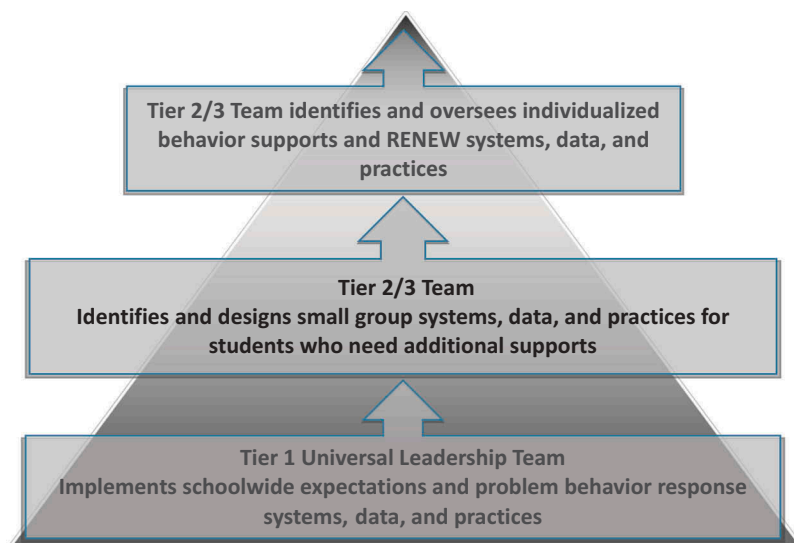 Tier 2/3 Team identifies and oversees individualized
behavior supports and RENEW systems, data, and
practices
Tier 2/3 Team
Identifies and designs small group systems, data, and practices for
students who need additional supports
Tier 1 Universal Leadership Team
Implements schoolwide expectations and problem behavior response
systems, data, and practices